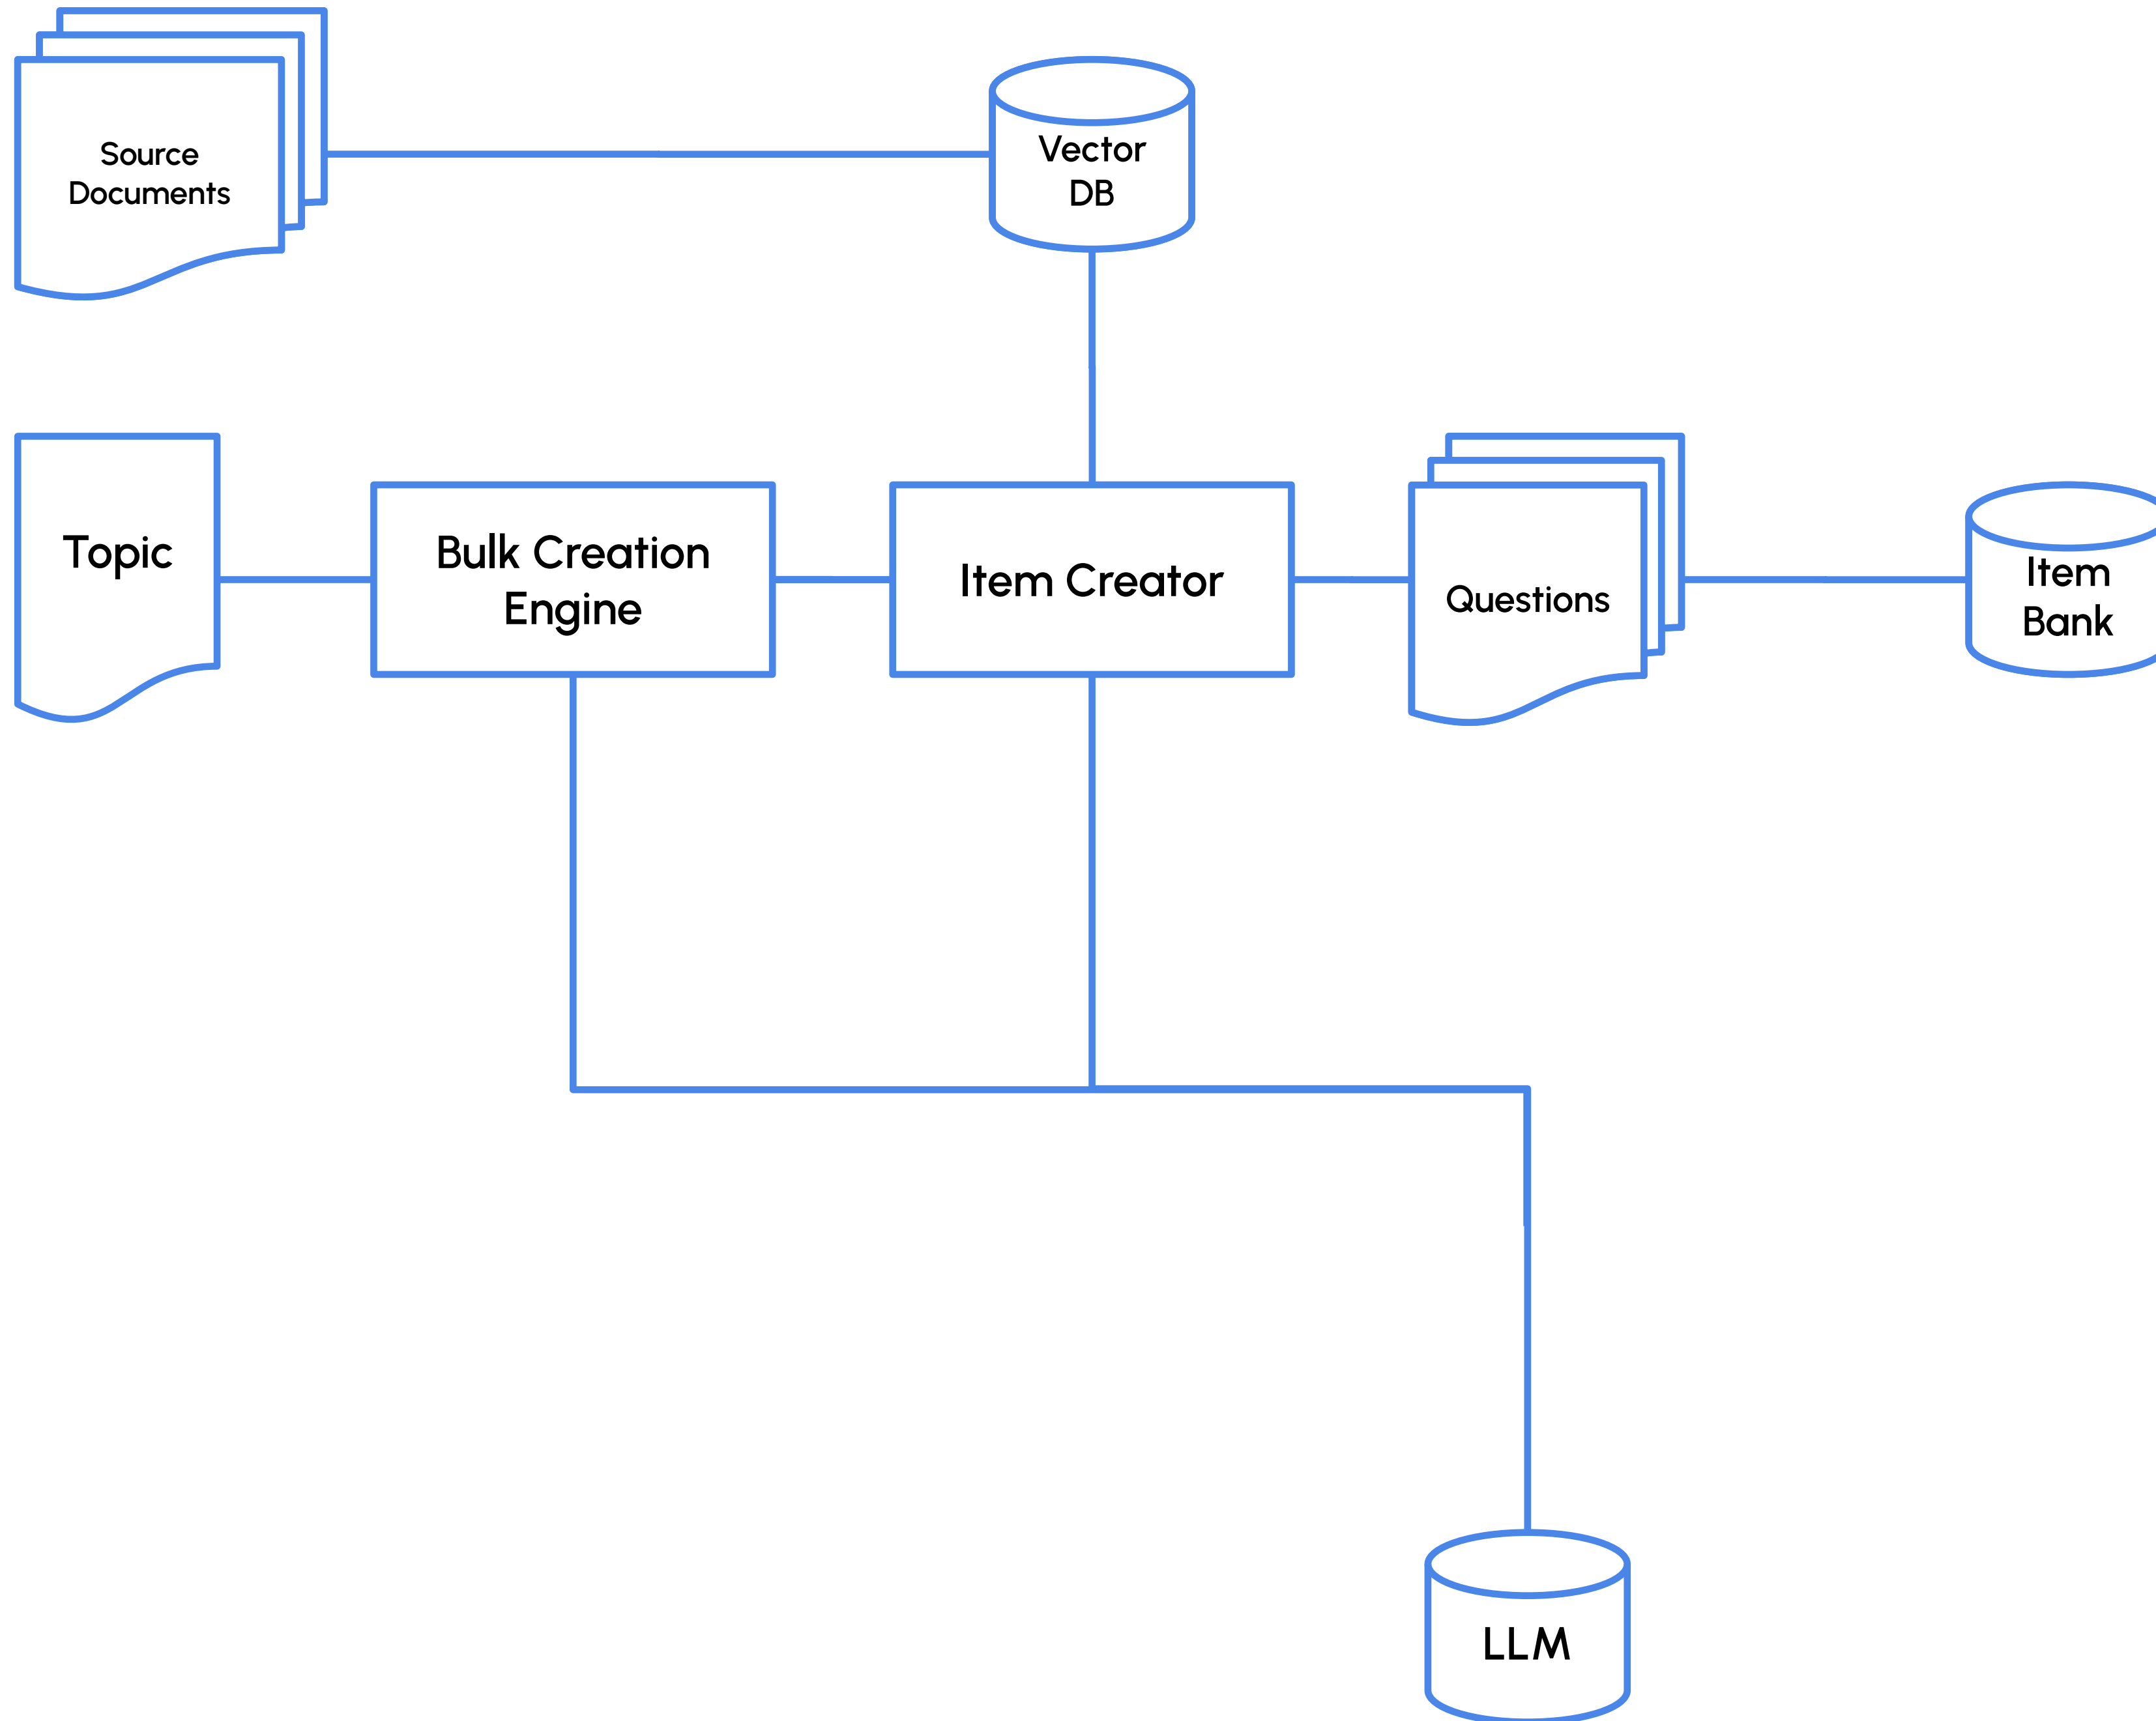 Source
Documents
Vector
DB
Topic
Bulk Creation
Engine
Item Creator
Questions
Item
Bank
LLM